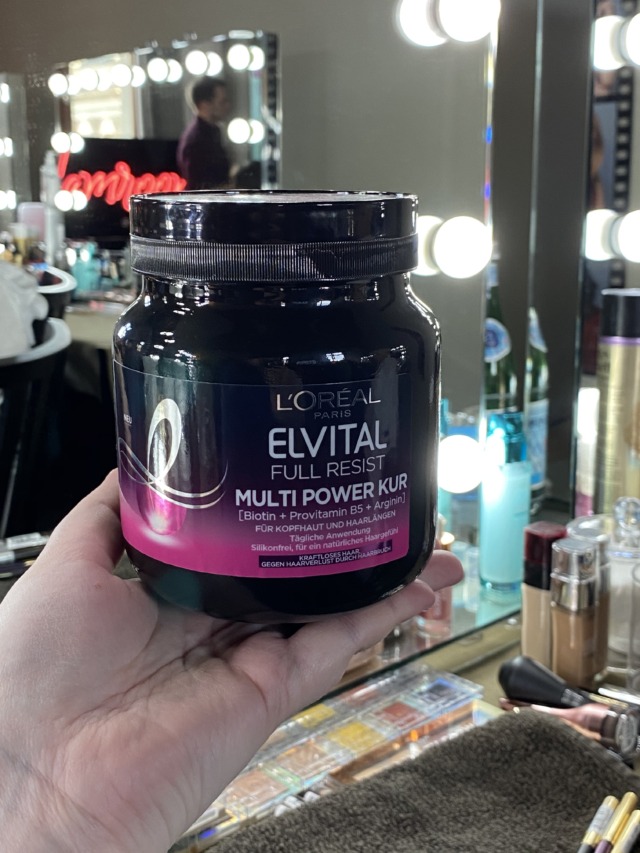 L'ORÉAL
PARIS
NEU
ELVITAL
FULL RESIST
MULTI POWER KUR
[Biotin + Provitamin B5 + Arginin]
FÜR KOPFHAUT UND HAARLÄNGEN
Tägliche Anwendung
Silikonfrei, für ein natürliches Haargefühl
KRAFTLOSES HAAR,
GEGEN HAARVERLUST DURCH HAARBRUCH